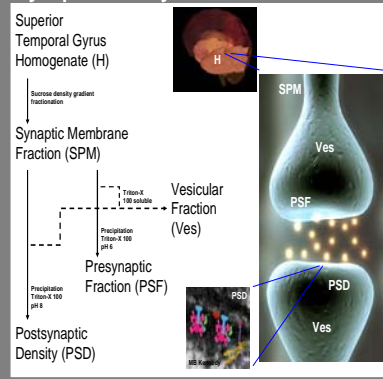 Superior
Temporal Gyrus
Homogenate (H)
Sucrose density gradient
fractionation
Synaptic Membrane
Fraction (SPM)
Triton-X
100 soluble
Vesicular
Fraction
(Ves)
Precipitation
Triton-X 100
pH 6
Presynaptic
Fraction (PSF)
Precipitation
Triton-X 100
pH 8
Postsynaptic
Density (PSD)
H
SPM
Ves
PSF
PSD
Ves
PSD
MB Kennedy